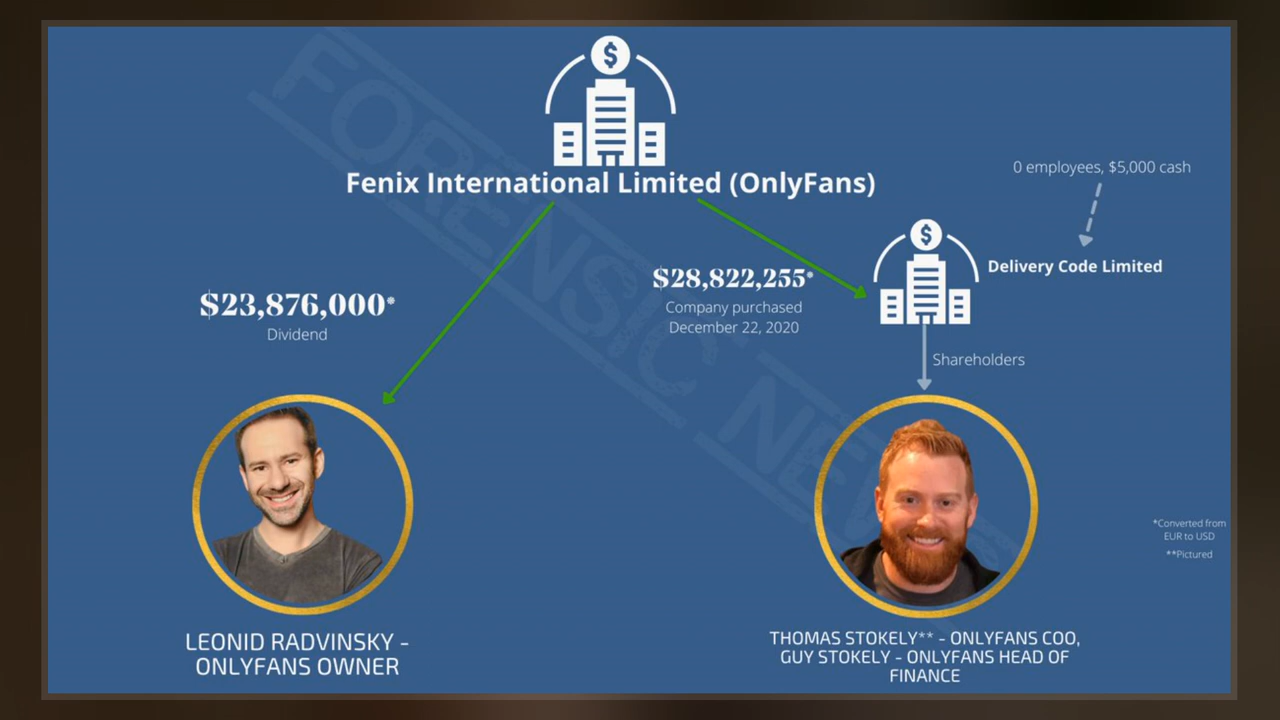 FORENSIC NEWS
$
Fenix International Limited (OnlyFans)
0 employees, $5,000 cash
$
Delivery Code Limited
$23,876,000*
Dividend
$28,822,255*
Company purchased
December 22, 2020
Shareholders
*Converted from
EUR to USD
**Pictured
LEONID RADVINSKY -
ONLYFANS OWNER
THOMAS STOKELY** - ONLYFANS COO,
GUY STOKELY - ONLYFANS HEAD OF
FINANCE